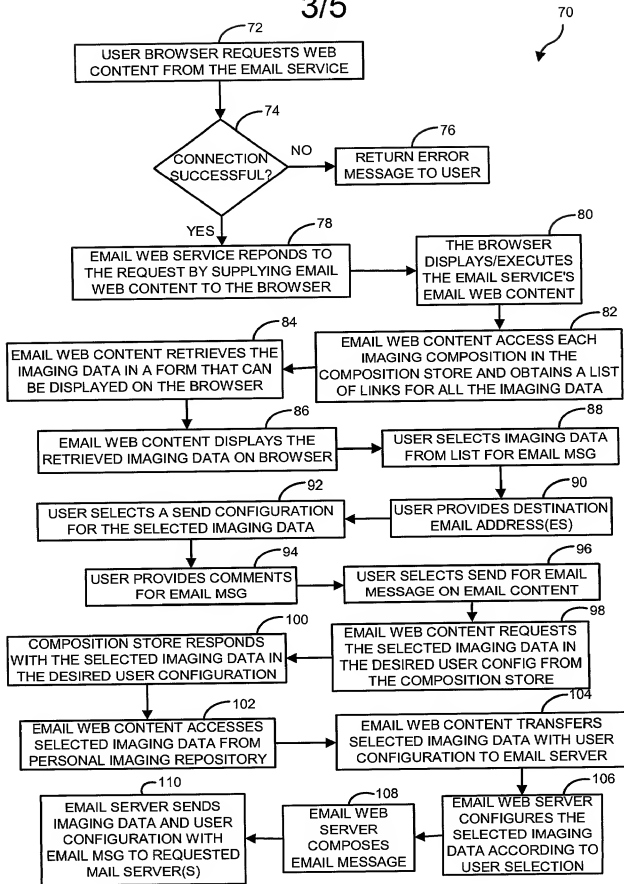 3/5
70
72
USER BROWSER REQUESTS WEB
CONTENT FROM THE EMAIL SERVICE
74
CONNECTION
SUCCESSFUL?
NO
76
RETURN ERROR
MESSAGE TO USER
YES
78
EMAIL WEB SERVICE REPONDS TO
THE REQUEST BY SUPPLYING EMAIL
WEB CONTENT TO THE BROWSER
80
THE BROWSER
DISPLAYS/EXECUTES
THE EMAIL SERVICE'S
EMAIL WEB CONTENT
82
EMAIL WEB CONTENT ACCESS EACH
IMAGING COMPOSITION IN THE
COMPOSITION STORE AND OBTAINS A LIST
OF LINKS FOR ALL THE IMAGING DATA
84
EMAIL WEB CONTENT RETRIEVES THE
IMAGING DATA IN A FORM THAT CAN
BE DISPLAYED ON THE BROWSER
86
EMAIL WEB CONTENT DISPLAYS THE
RETRIEVED IMAGING DATA ON BROWSER
88
USER SELECTS IMAGING DATA
FROM LIST FOR EMAIL MSG
90
USER PROVIDES DESTINATION
EMAIL ADDRESS(ES)
92
USER SELECTS A SEND CONFIGURATION
FOR THE SELECTED IMAGING DATA
94
USER PROVIDES COMMENTS
FOR EMAIL MSG
96
USER SELECTS SEND FOR EMAIL
MESSAGE ON EMAIL CONTENT
98
EMAIL WEB CONTENT REQUESTS
THE SELECTED IMAGING DATA IN
THE DESIRED USER CONFIG FROM
THE COMPOSITION STORE
100
COMPOSITION STORE RESPONDS
WITH THE SELECTED IMAGING DATA IN
THE DESIRED USER CONFIGURATION
102
EMAIL WEB CONTENT ACCESSES
SELECTED IMAGING DATA FROM
PERSONAL IMAGING REPOSITORY
104
EMAIL WEB CONTENT TRANSFERS
SELECTED IMAGING DATA WITH USER
CONFIGURATION TO EMAIL SERVER
106
EMAIL WEB SERVER
CONFIGURES THE
SELECTED IMAGING
DATA ACCORDING TO
USER SELECTION
108
EMAIL WEB
SERVER
COMPOSES
EMAIL MESSAGE
110
EMAIL SERVER SENDS
IMAGING DATA AND USER
CONFIGURATION WITH
EMAIL MSG TO REQUESTED
MAIL SERVER(S)